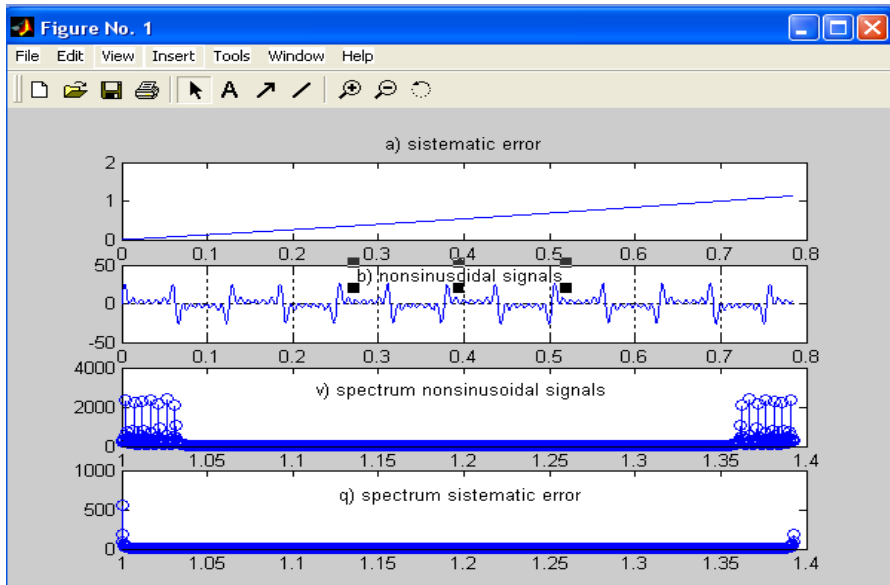 Figure No. 1
File Edit View Insert Tools Window Help
A
a) sistematic error
2
1
0
0 0.1 0.2 0.3 0.4 0.5 0.6 0.7 0.8
b) nonsinusoidal signals
50
0
-50
0 0.1 0.2 0.3 0.4 0.5 0.6 0.7 0.8
4000
v) spectrum nonsinusoidal signals
2000
0
1 1.05 1.1 1.15 1.2 1.25 1.3 1.35 1.4
1000
q) spectrum sistematic error
500
0
1 1.05 1.1 1.15 1.2 1.25 1.3 1.35 1.4